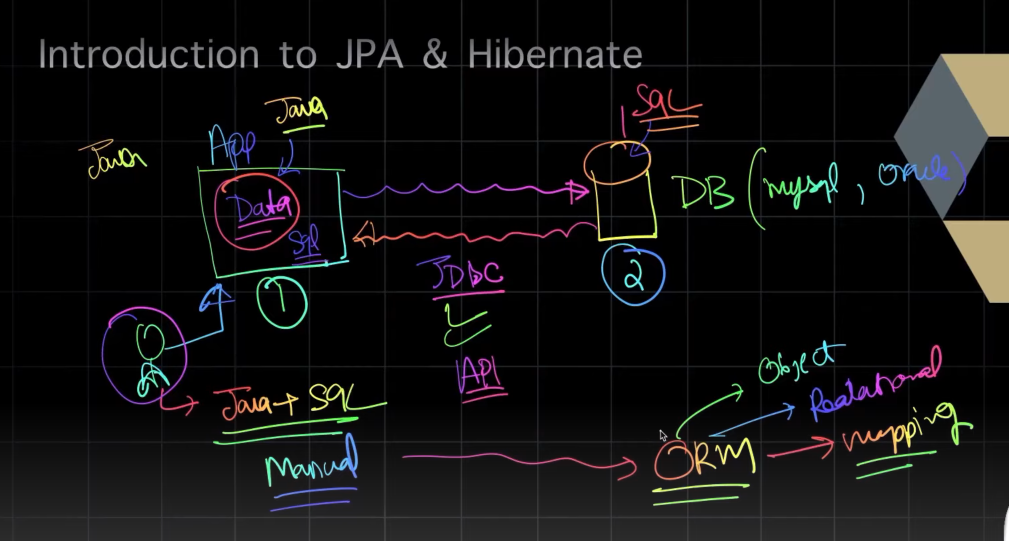 Introduction to JPA & Hibernate
Java
App
Java
Data
Sql
1
SQL
DB (mysql, oracle)
2
JDBC
API
Java + SQL
Manual
ORM
Object
Realational
mapping